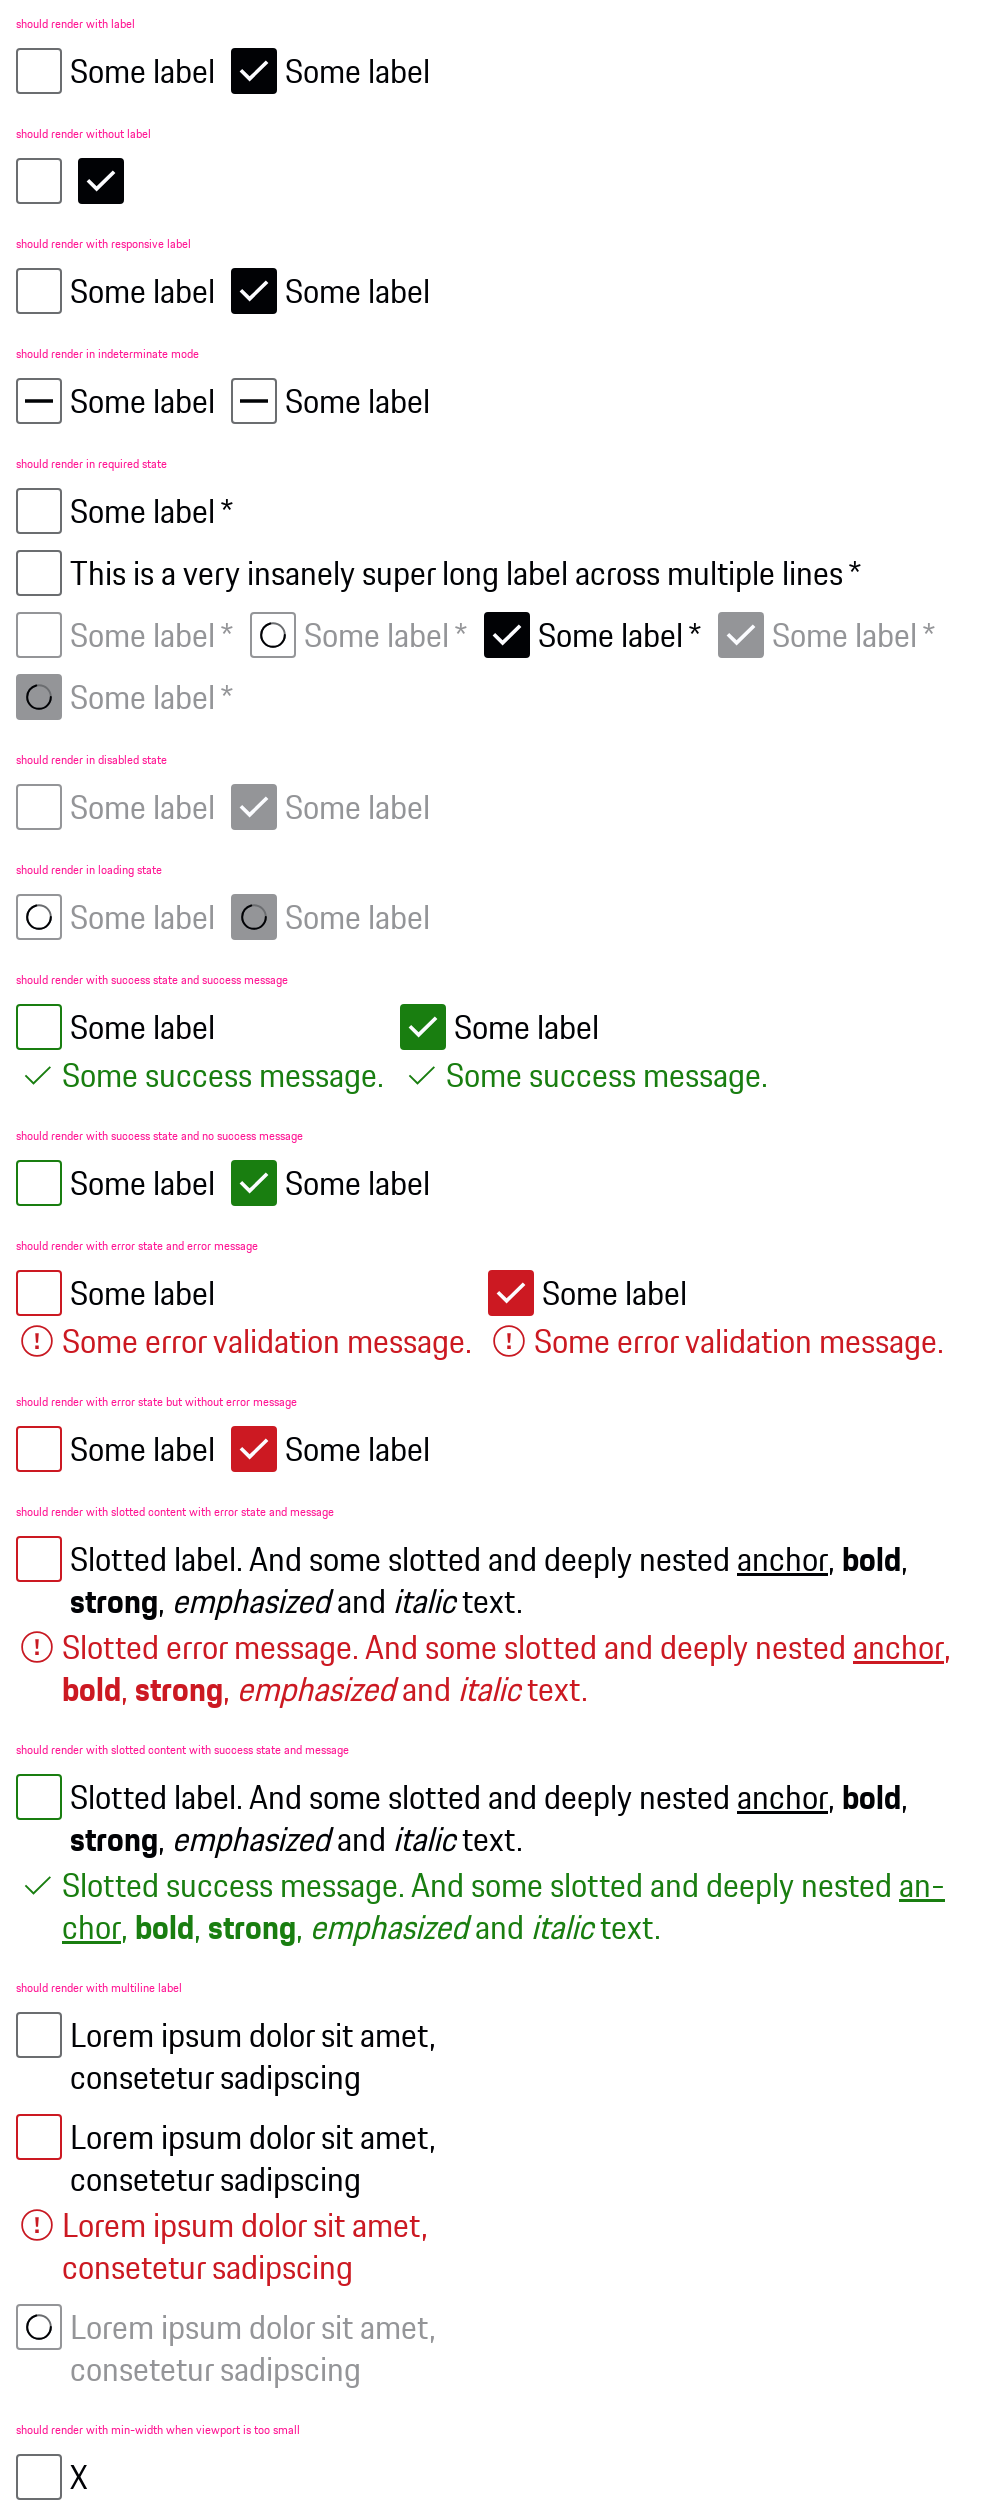 should render with label
Some label Some label
should render without label
should render with responsive label
Some label Some label
should render in indeterminate mode
Some label Some label
should render in required state
Some label *
This is a very insanely super long label across multiple lines *
Some label * Some label * Some label * Some label *
Some label *
should render in disabled state
Some label Some label
should render in loading state
Some label Some label
should render with success state and success message
Some label Some label
Some success message. Some success message.
should render with success state and no success message
Some label Some label
should render with error state and error message
Some label Some label
Some error validation message. Some error validation message.
should render with error state but without error message
Some label Some label
should render with slotted content with error state and message
Slotted label. And some slotted and deeply nested anchor, bold,
strong, emphasized and italic text.
Slotted error message. And some slotted and deeply nested anchor,
bold, strong, emphasized and italic text.
should render with slotted content with success state and message
Slotted label. And some slotted and deeply nested anchor, bold,
strong, emphasized and italic text.
Slotted success message. And some slotted and deeply nested an-
chor, bold, strong, emphasized and italic text.
should render with multiline label
Lorem ipsum dolor sit amet,
consetetur sadipscing
Lorem ipsum dolor sit amet,
consetetur sadipscing
Lorem ipsum dolor sit amet,
consetetur sadipscing
Lorem ipsum dolor sit amet,
consetetur sadipscing
should render with min-width when viewport is too small
X